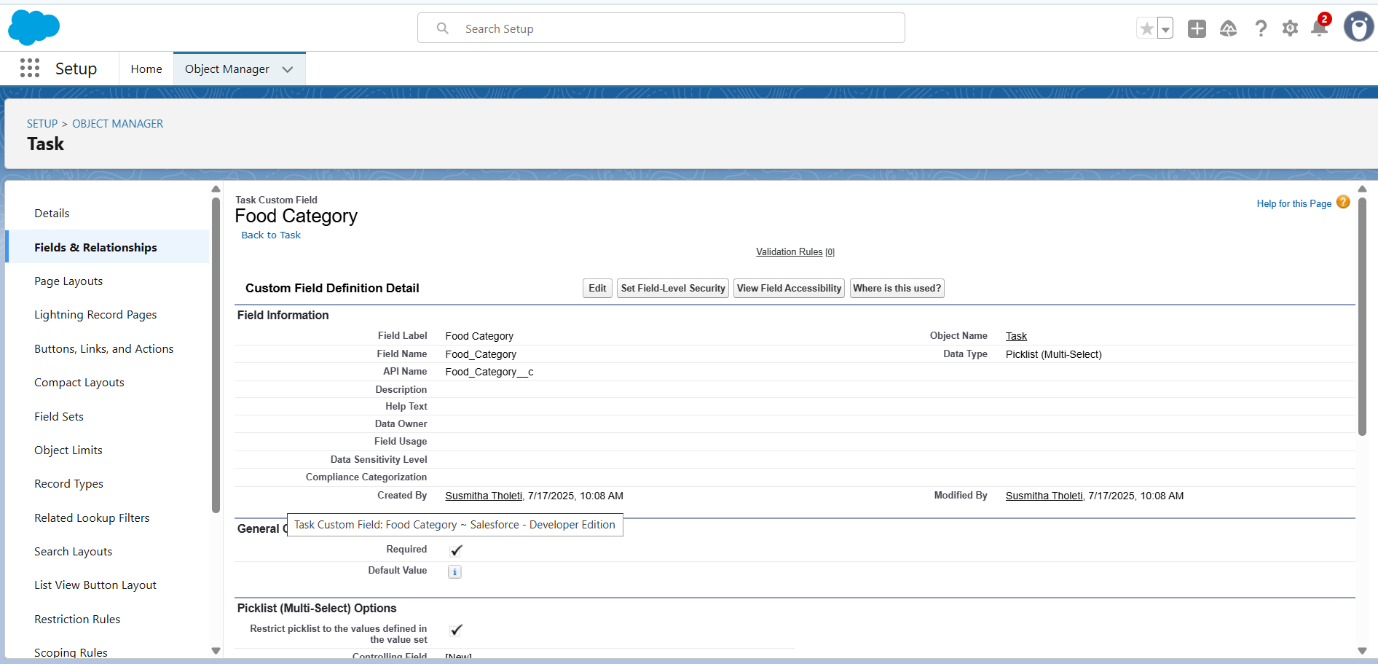 Search Setup
2
Setup
Home
Object Manager
SETUP > OBJECT MANAGER
Task
Details
Fields & Relationships
Page Layouts
Lightning Record Pages
Buttons, Links, and Actions
Compact Layouts
Field Sets
Object Limits
Record Types
Related Lookup Filters
Search Layouts
List View Button Layout
Restriction Rules
Scoping Rules
Task Custom Field
Food Category
Back to Task
Help for this Page
Validation Rules [0]
Custom Field Definition Detail
Edit
Set Field-Level Security
View Field Accessibility
Where is this used?
Field Information
Field Label Food Category Object Name Task
Field Name Food_Category Data Type Picklist (Multi-Select)
API Name Food_Category__c
Description
Help Text
Data Owner
Field Usage
Data Sensitivity Level
Compliance Categorization
Created By Susmitha Tholeti, 7/17/2025, 10:08 AM Modified By Susmitha Tholeti, 7/17/2025, 10:08 AM
General
Task Custom Field: Food Category ~ Salesforce - Developer Edition
Required
Default Value
Picklist (Multi-Select) Options
Restrict picklist to the values defined in
the value set
Controlling Field [New]